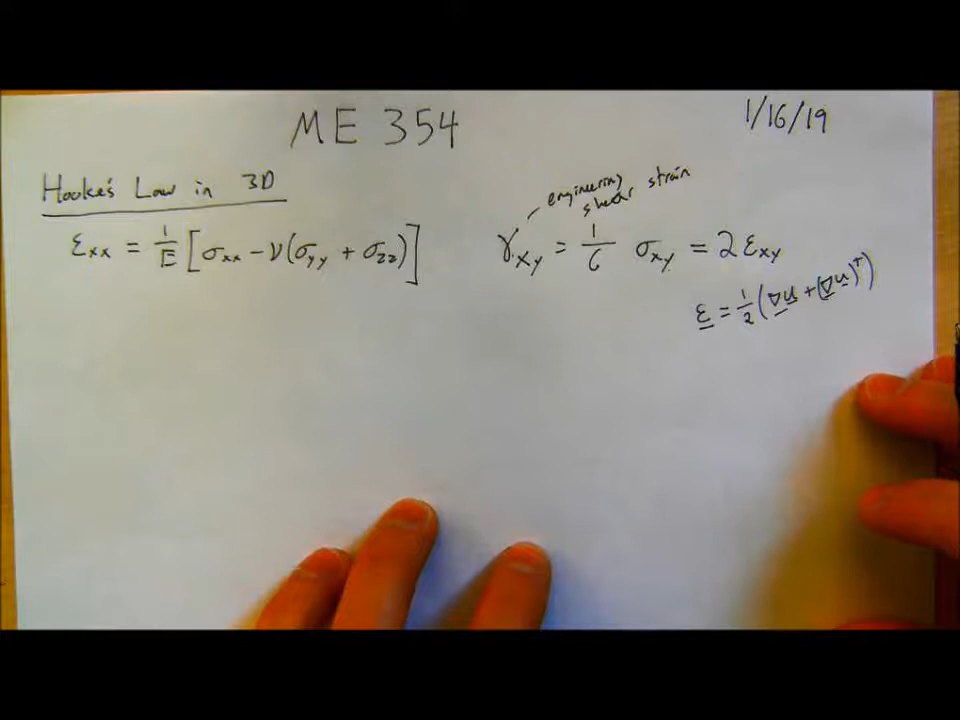 ME 354
1/16/19
Hooke's Law in 3D
engineering shear strain
εxx = 1/E [σxx − ν(σyy + σzz)]
γxy = 1/G σxy = 2εxy
ε = 1/2 (∇u + (∇u)ᵀ)